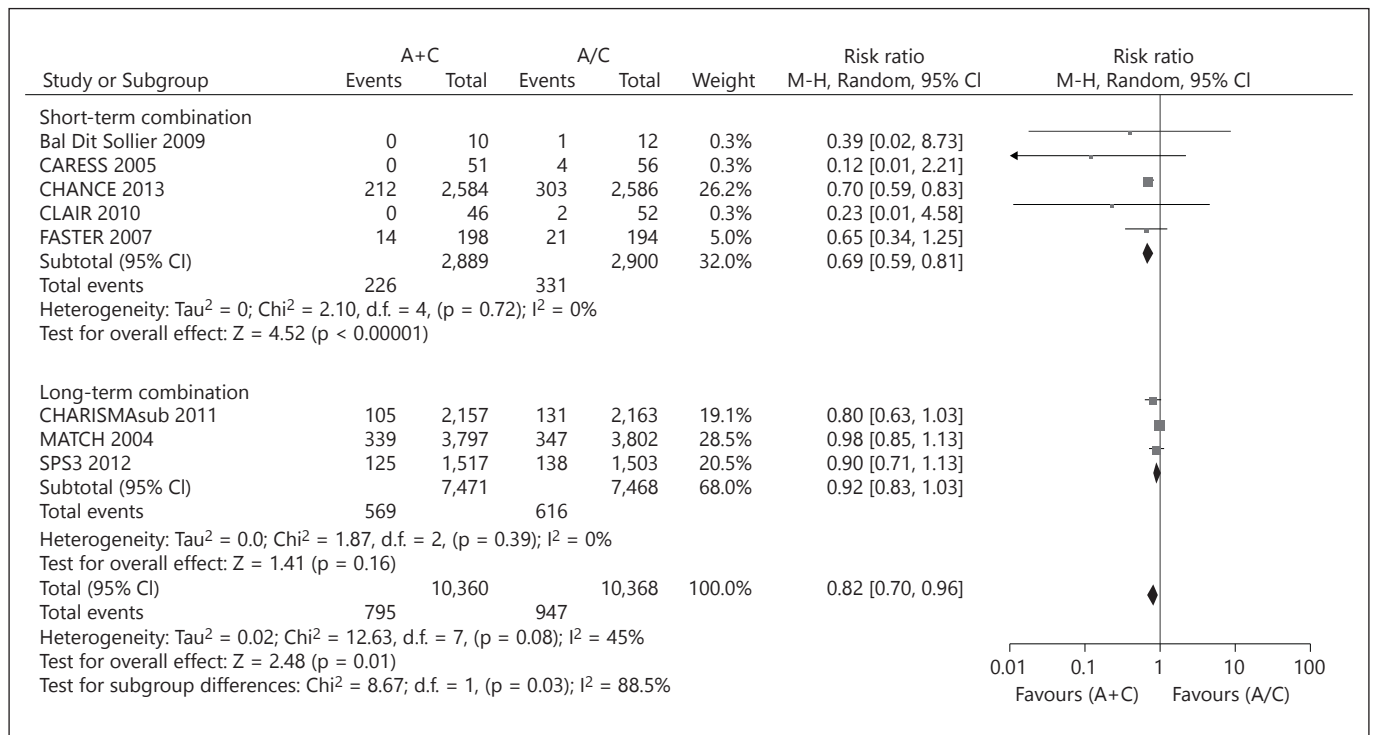 A+C A/C Risk ratio Risk ratio
Study or Subgroup Events Total Events Total Weight M-H, Random, 95% CI M-H, Random, 95% CI
Short-term combination
Bal Dit Sollier 2009 0 10 1 12 0.3% 0.39 [0.02, 8.73]
CARESS 2005 0 51 4 56 0.3% 0.12 [0.01, 2.21]
CHANCE 2013 212 2,584 303 2,586 26.2% 0.70 [0.59, 0.83]
CLAIR 2010 0 46 2 52 0.3% 0.23 [0.01, 4.58]
FASTER 2007 14 198 21 194 5.0% 0.65 [0.34, 1.25]
Subtotal (95% CI) 2,889 2,900 32.0% 0.69 [0.59, 0.81]
Total events 226 331
Heterogeneity: Tau² = 0; Chi² = 2.10, d.f. = 4, (p = 0.72); I² = 0%
Test for overall effect: Z = 4.52 (p < 0.00001)
Long-term combination
CHARISMAsub 2011 105 2,157 131 2,163 19.1% 0.80 [0.63, 1.03]
MATCH 2004 339 3,797 347 3,802 28.5% 0.98 [0.85, 1.13]
SPS3 2012 125 1,517 138 1,503 20.5% 0.90 [0.71, 1.13]
Subtotal (95% CI) 7,471 7,468 68.0% 0.92 [0.83, 1.03]
Total events 569 616
Heterogeneity: Tau² = 0.0; Chi² = 1.87, d.f. = 2, (p = 0.39); I² = 0%
Test for overall effect: Z = 1.41 (p = 0.16)
Total (95% CI) 10,360 10,368 100.0% 0.82 [0.70, 0.96]
Total events 795 947
Heterogeneity: Tau² = 0.02; Chi² = 12.63, d.f. = 7, (p = 0.08); I² = 45%
Test for overall effect: Z = 2.48 (p = 0.01)
Test for subgroup differences: Chi² = 8.67; d.f. = 1, (p = 0.03); I² = 88.5%
0.01 0.1 1 10 100
Favours (A+C) Favours (A/C)